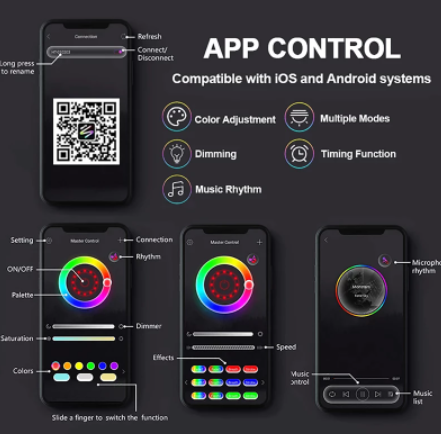 Connection
Refresh
Connect/
Disconnect
Long press
to rename
APP CONTROL
Compatible with iOS and Android systems
Color Adjustment
Multiple Modes
Dimming
Timing Function
Music Rhythm
Setting
Master Control
Connection
Rhythm
ON/OFF
Palette
Dimmer
Saturation
Colors
Slide a finger to switch the function
Master Control
Speed
Effects
Micropho
rhythm
Music
ontrol
Music
list